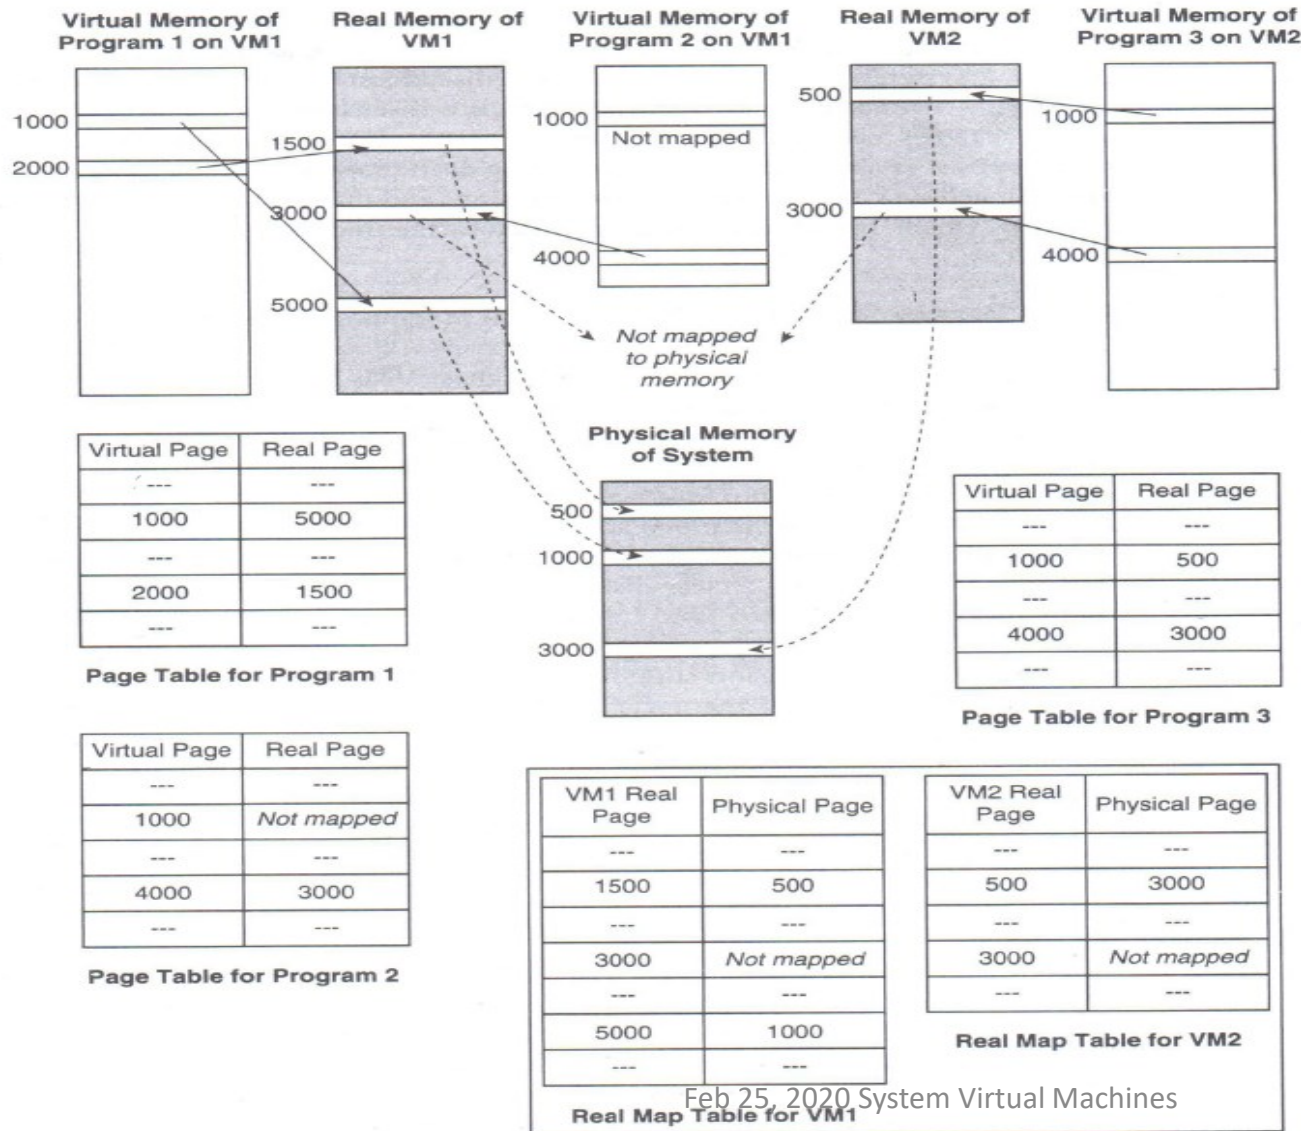 Virtual Memory of
Program 1 on VM1
Real Memory of
VM1
Virtual Memory of
Program 2 on VM1
Real Memory of
VM2
Virtual Memory of
Program 3 on VM2
1000
2000
1500
3000
5000
1000
Not mapped
4000
500
3000
1000
4000
Not mapped
to physical
memory
Physical Memory
of System
500
1000
3000
Virtual Page Real Page
--- ---
1000 5000
--- ---
2000 1500
--- ---
Page Table for Program 1
Virtual Page Real Page
--- ---
1000 500
--- ---
4000 3000
--- ---
Page Table for Program 3
Virtual Page Real Page
--- ---
1000 Not mapped
--- ---
4000 3000
--- ---
Page Table for Program 2
VM1 Real
Page
Physical Page
--- ---
1500 500
--- ---
3000 Not mapped
--- ---
5000 1000
--- ---
Real Map Table for VM1
VM2 Real
Page
Physical Page
--- ---
500 3000
--- ---
3000 Not mapped
--- ---
Real Map Table for VM2
Feb 25, 2020 System Virtual Machines